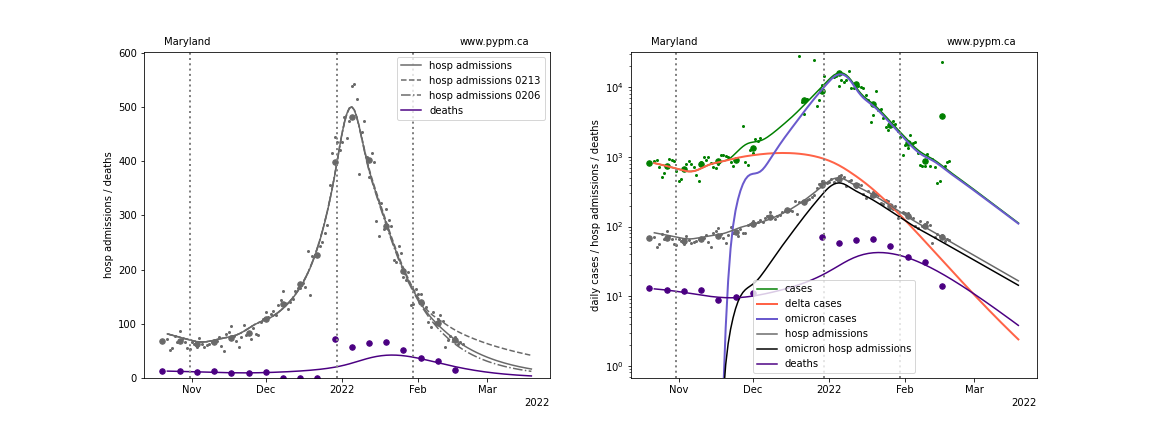 Maryland
www.pypm.ca
600
500
400
300
200
100
0
hosp admissions / deaths
hosp admissions
hosp admissions 0213
hosp admissions 0206
deaths
Nov
Dec
2022
Feb
Mar
2022
Maryland
www.pypm.ca
10⁴
10³
10²
10¹
10⁰
daily cases / hosp admissions / deaths
cases
delta cases
omicron cases
hosp admissions
omicron hosp admissions
deaths
Nov
Dec
2022
Feb
Mar
2022